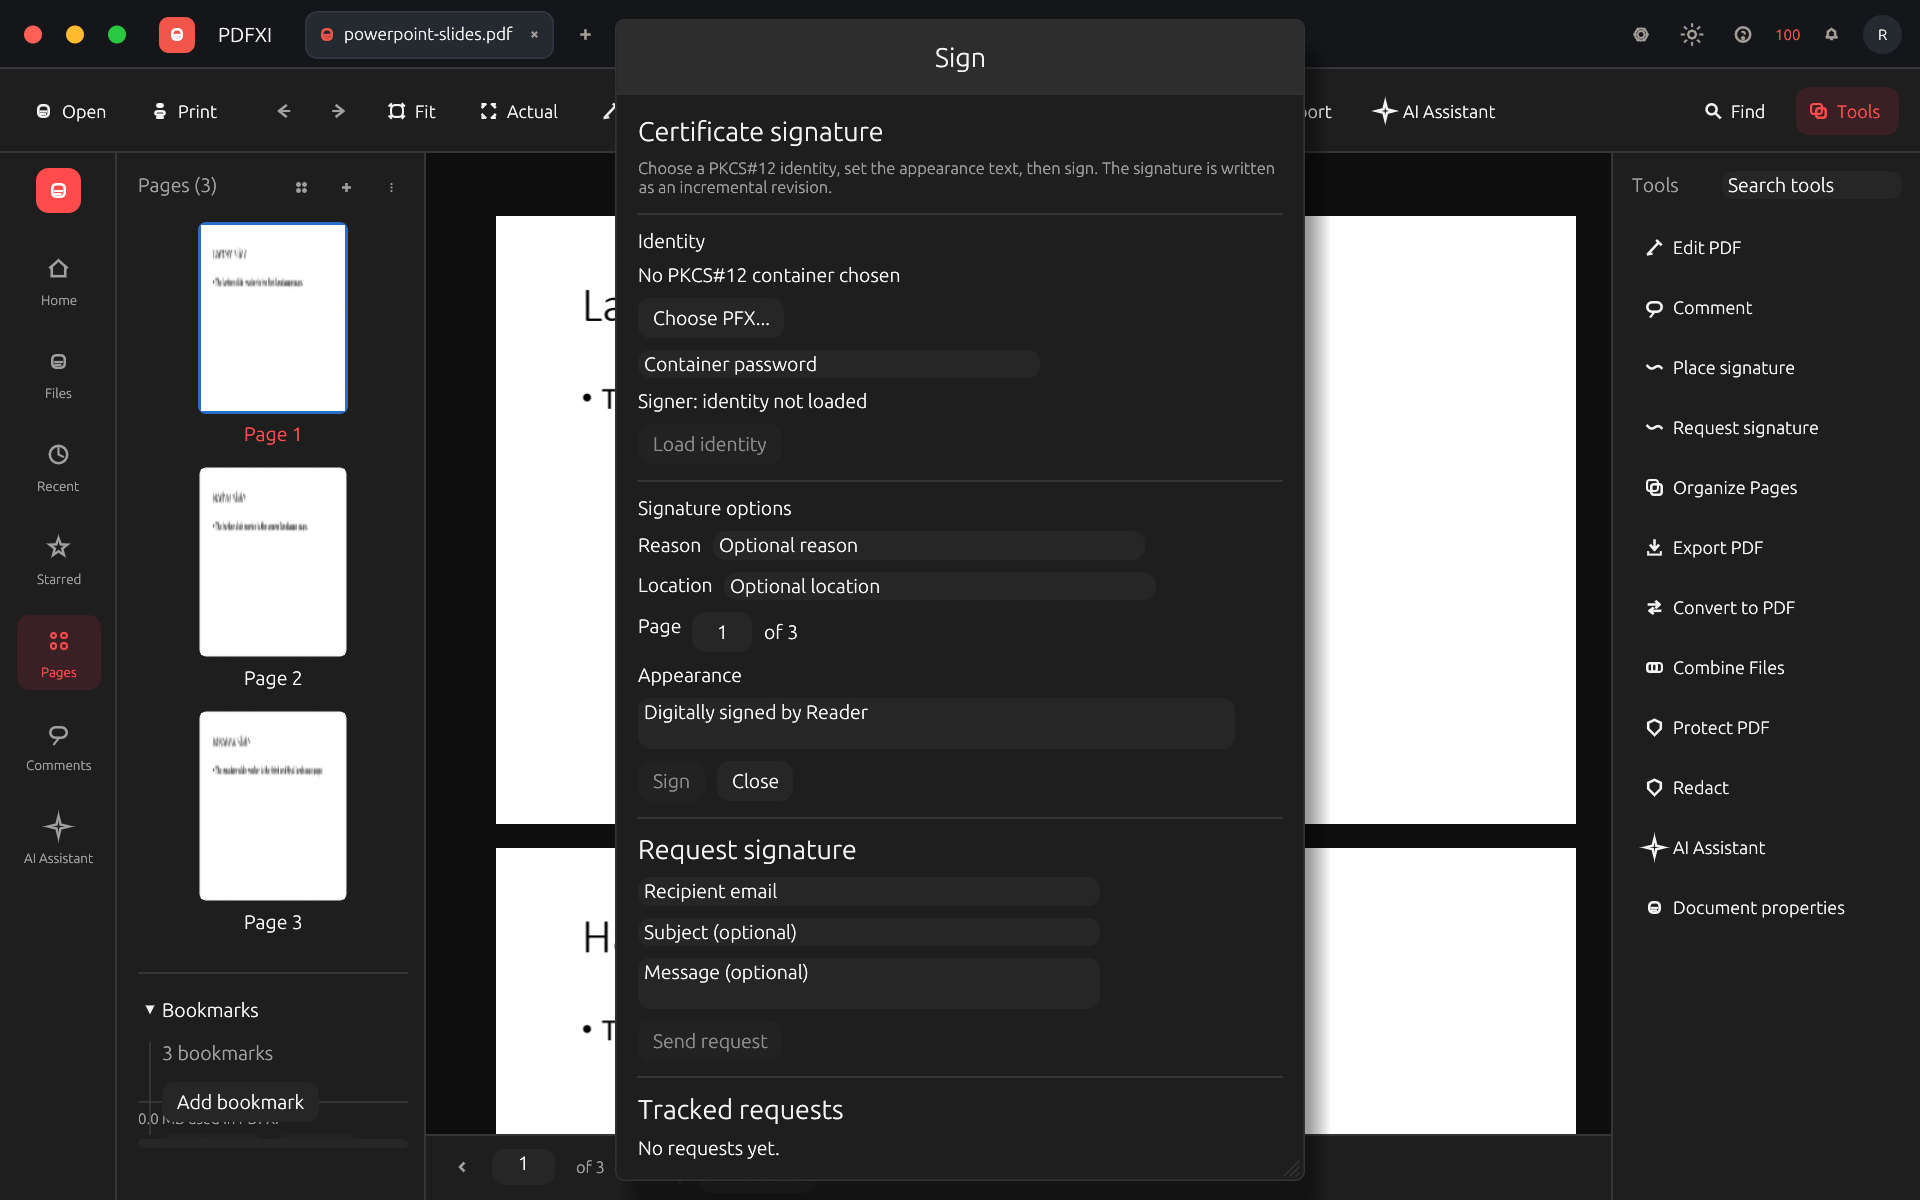 PDFXI
powerpoint-slides.pdf
100
R
Open
Print
Fit
Actual
ort
AI Assistant
Find
Tools
Home
Files
Recent
Starred
Pages
Comments
AI Assistant
Pages (3)
Page 1
Page 2
Page 3
Bookmarks
3 bookmarks
Add bookmark
0.0
La
• T
H
• T
1
of 3
Sign
Certificate signature
Choose a PKCS#12 identity, set the appearance text, then sign. The signature is written
as an incremental revision.
Identity
No PKCS#12 container chosen
Choose PFX...
Container password
Signer: identity not loaded
Load identity
Signature options
Reason Optional reason
Location Optional location
Page 1 of 3
Appearance
Digitally signed by Reader
Sign Close
Request signature
Recipient email
Subject (optional)
Message (optional)
Send request
Tracked requests
No requests yet.
Tools
Search tools
Edit PDF
Comment
Place signature
Request signature
Organize Pages
Export PDF
Convert to PDF
Combine Files
Protect PDF
Redact
AI Assistant
Document properties